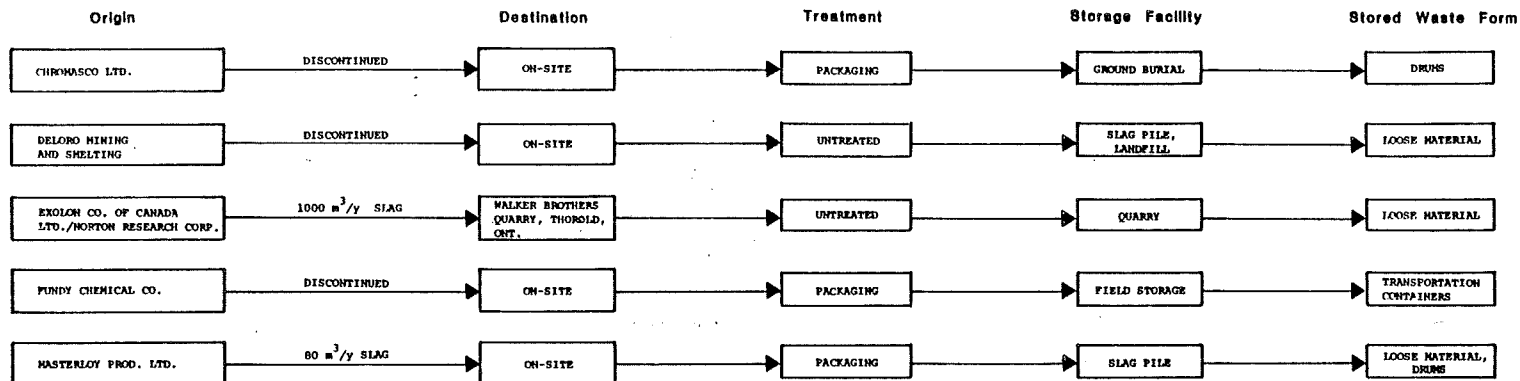 Origin Destination Treatment Storage Facility Stored Waste Form
CHROMASCO LTD. DISCONTINUED ON-SITE PACKAGING GROUND BURIAL DRUMS
DELORO MINING
AND SMELTING
DISCONTINUED
ON-SITE
UNTREATED
SLAG PILE,
LANDFILL
LOOSE MATERIAL
EXOLON CO. OF CANADA
LTD./NORTON RESEARCH CORP.
1000 m³/y SLAG
WALKER BROTHERS
QUARRY, THOROLD,
ONT.
UNTREATED
QUARRY
LOOSE MATERIAL
FUNDY CHEMICAL CO.
DISCONTINUED
ON-SITE
PACKAGING
FIELD STORAGE
TRANSPORTATION
CONTAINERS
MASTERLOY PROD. LTD.
80 m³/y SLAG
ON-SITE
PACKAGING
SLAG PILE
LOOSE MATERIAL,
DRUMS